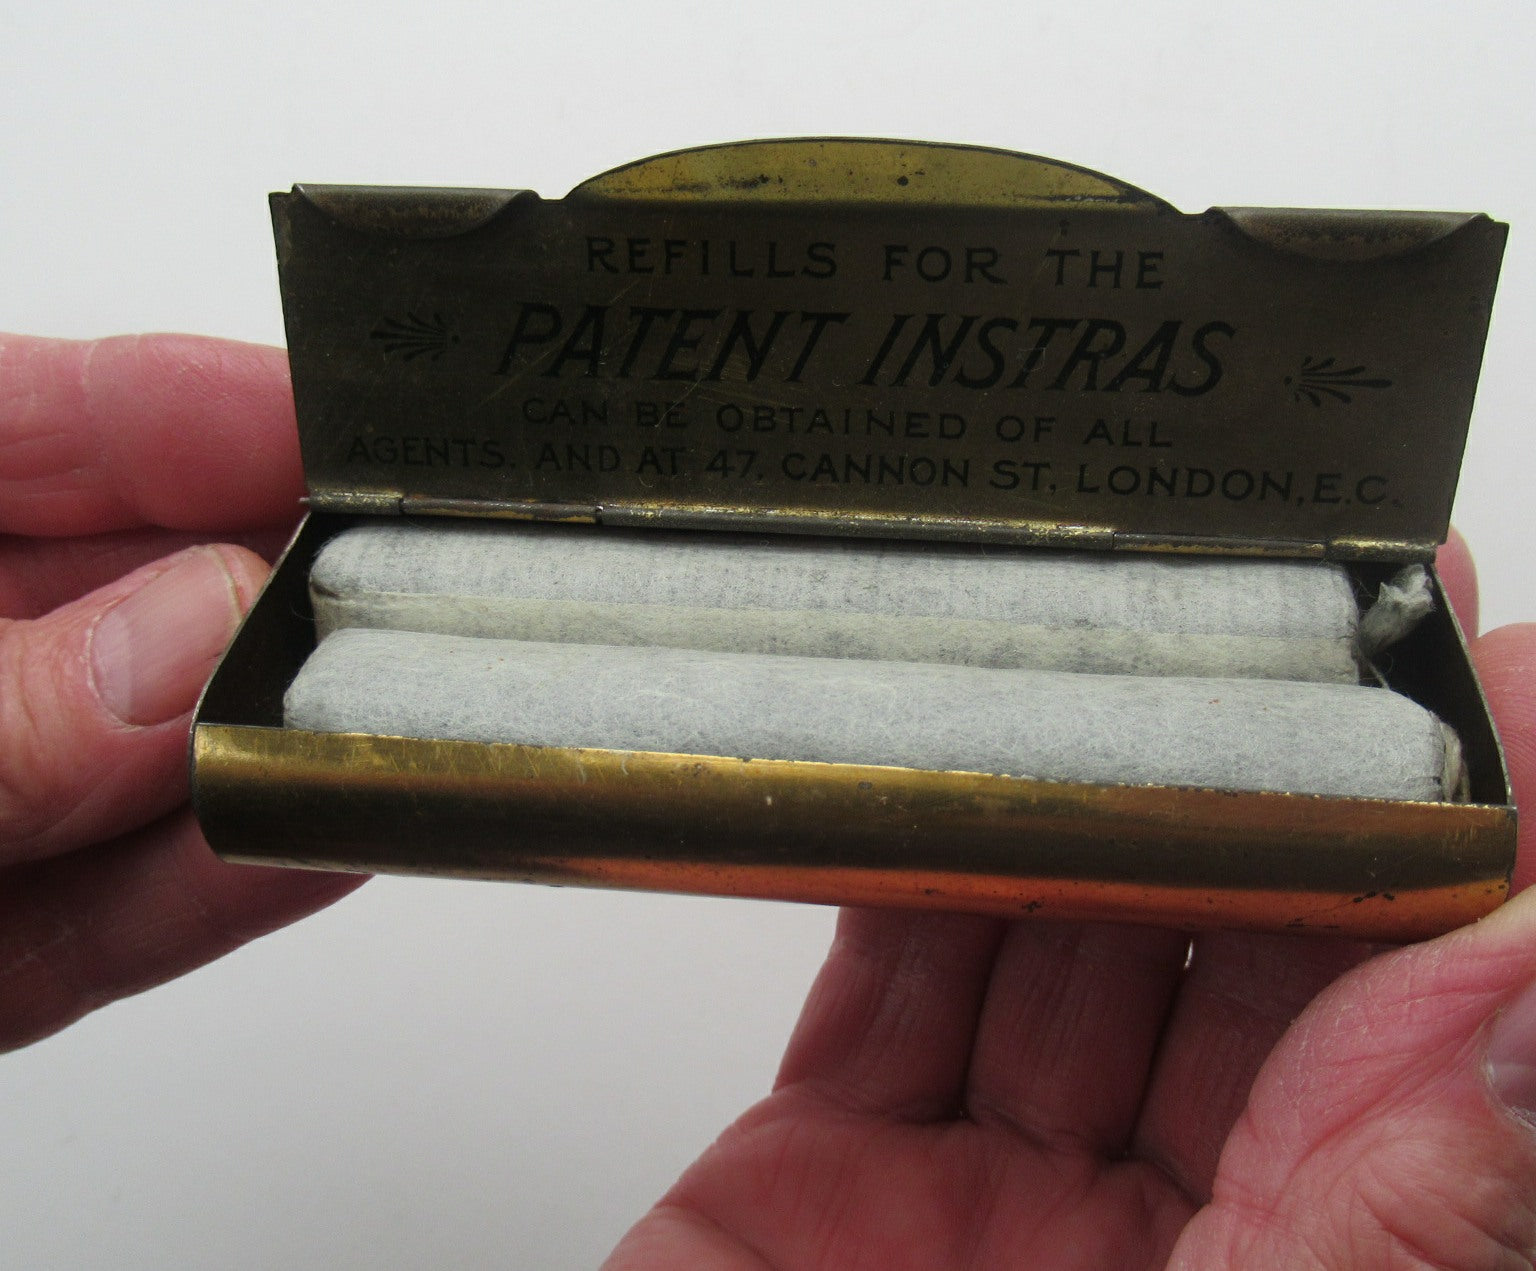 REFILLS FOR THE
PATENT INSTRAS
CAN BE OBTAINED OF ALL
AGENTS. AND AT 47, CANNON ST. LONDON, E.C.